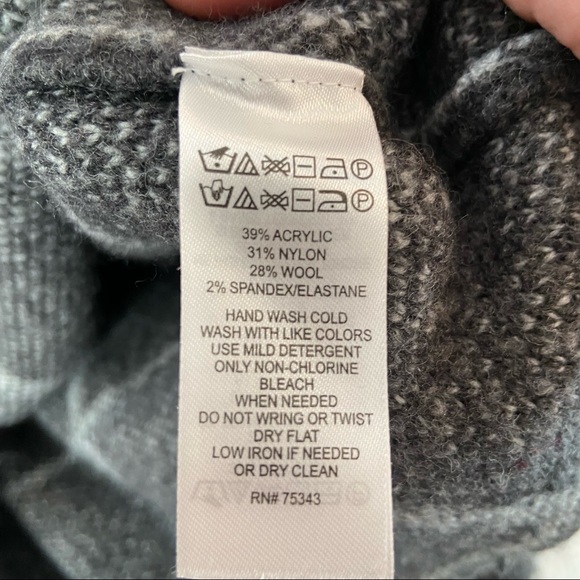 39% ACRYLIC
31% NYLON
28% WOOL
2% SPANDEX/ELASTANE
HAND WASH COLD
WASH WITH LIKE COLORS
USE MILD DETERGENT
ONLY NON-CHLORINE
BLEACH
WHEN NEEDED
DO NOT WRING OR TWIST
DRY FLAT
LOW IRON IF NEEDED
OR DRY CLEAN
RN# 75343